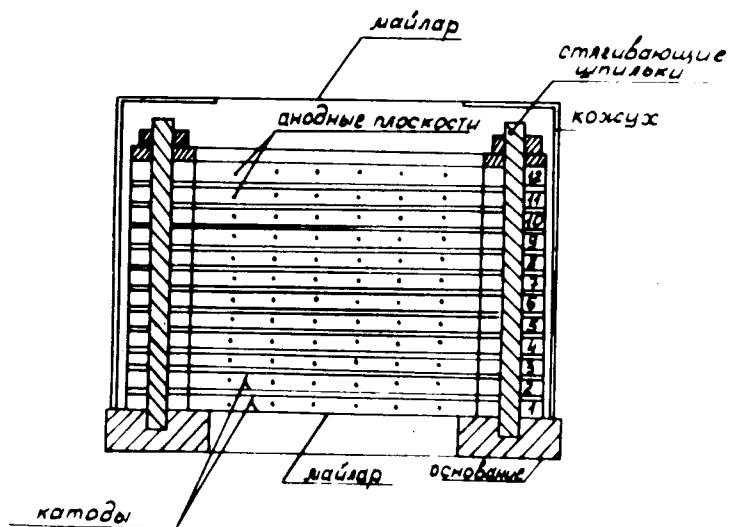 майлар
стягивающие
шпильки
анодные плоскости
кожух
12
11
10
9
8
7
6
5
4
3
2
1
майлар
основание
катоды